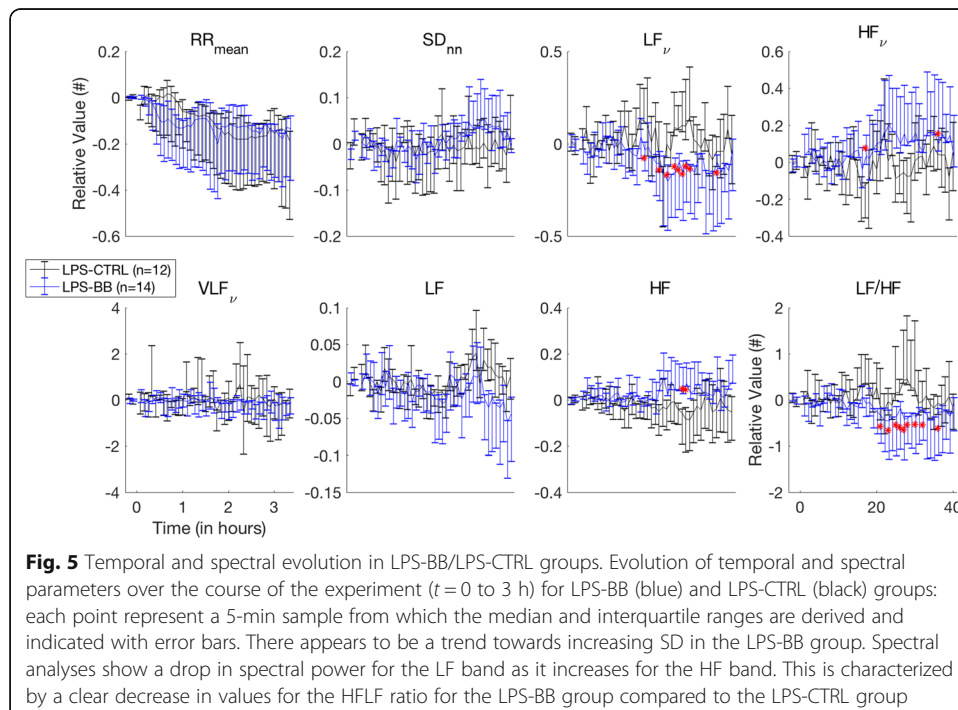 RR_mean SD_nn LF_ν HF_ν
0.2 0.2 0.5 0.6
0 0.1 0.4
-0.2 0 0 0.2
-0.4 -0.1 0
-0.6 -0.2 -0.5 -0.2
-0.4
Relative Value (#)
LPS-CTRL (n=12)
LPS-BB (n=14)
VLF_ν LF HF LF/HF
4 0.1 0.4 2
2 0.05 0.2 1
0 0 0 0
-2 -0.05 -0.2 -1
-4 -0.1 -0.4 -2
-0.15
Relative Value (#)
0 1 2 3 0 20 40
Time (in hours)
Fig. 5 Temporal and spectral evolution in LPS-BB/LPS-CTRL groups. Evolution of temporal and spectral
parameters over the course of the experiment (t = 0 to 3 h) for LPS-BB (blue) and LPS-CTRL (black) groups:
each point represent a 5-min sample from which the median and interquartile ranges are derived and
indicated with error bars. There appears to be a trend towards increasing SD in the LPS-BB group. Spectral
analyses show a drop in spectral power for the LF band as it increases for the HF band. This is characterized
by a clear decrease in values for the HFLF ratio for the LPS-BB group compared to the LPS-CTRL group